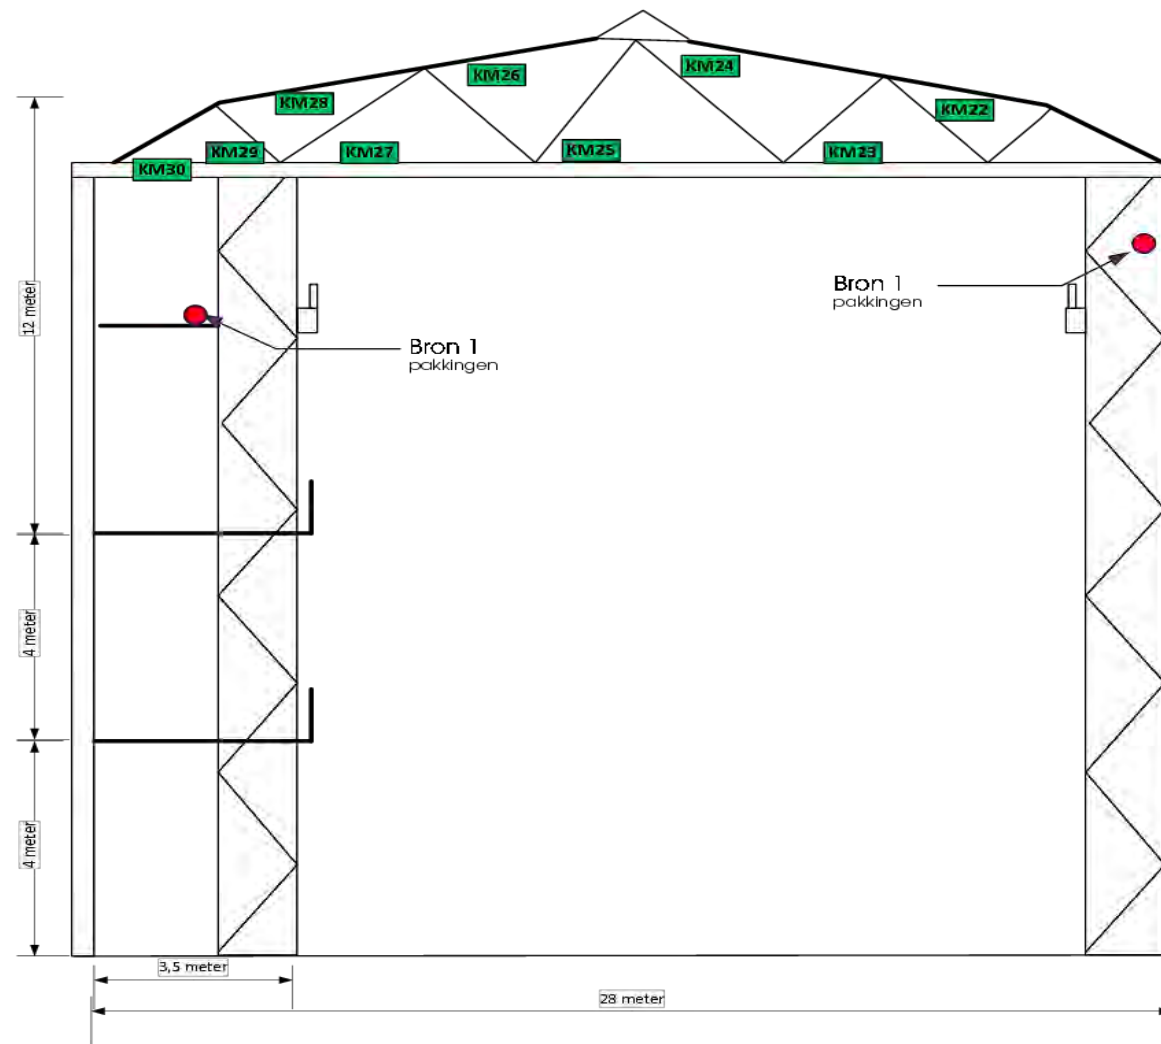 KM24
KM26
KM28
KM22
KM29
KM27
KM25
KM23
KM30
Bron 1
pakkingen
Bron 1
pakkingen
12 meter
4 meter
4 meter
3,5 meter
28 meter